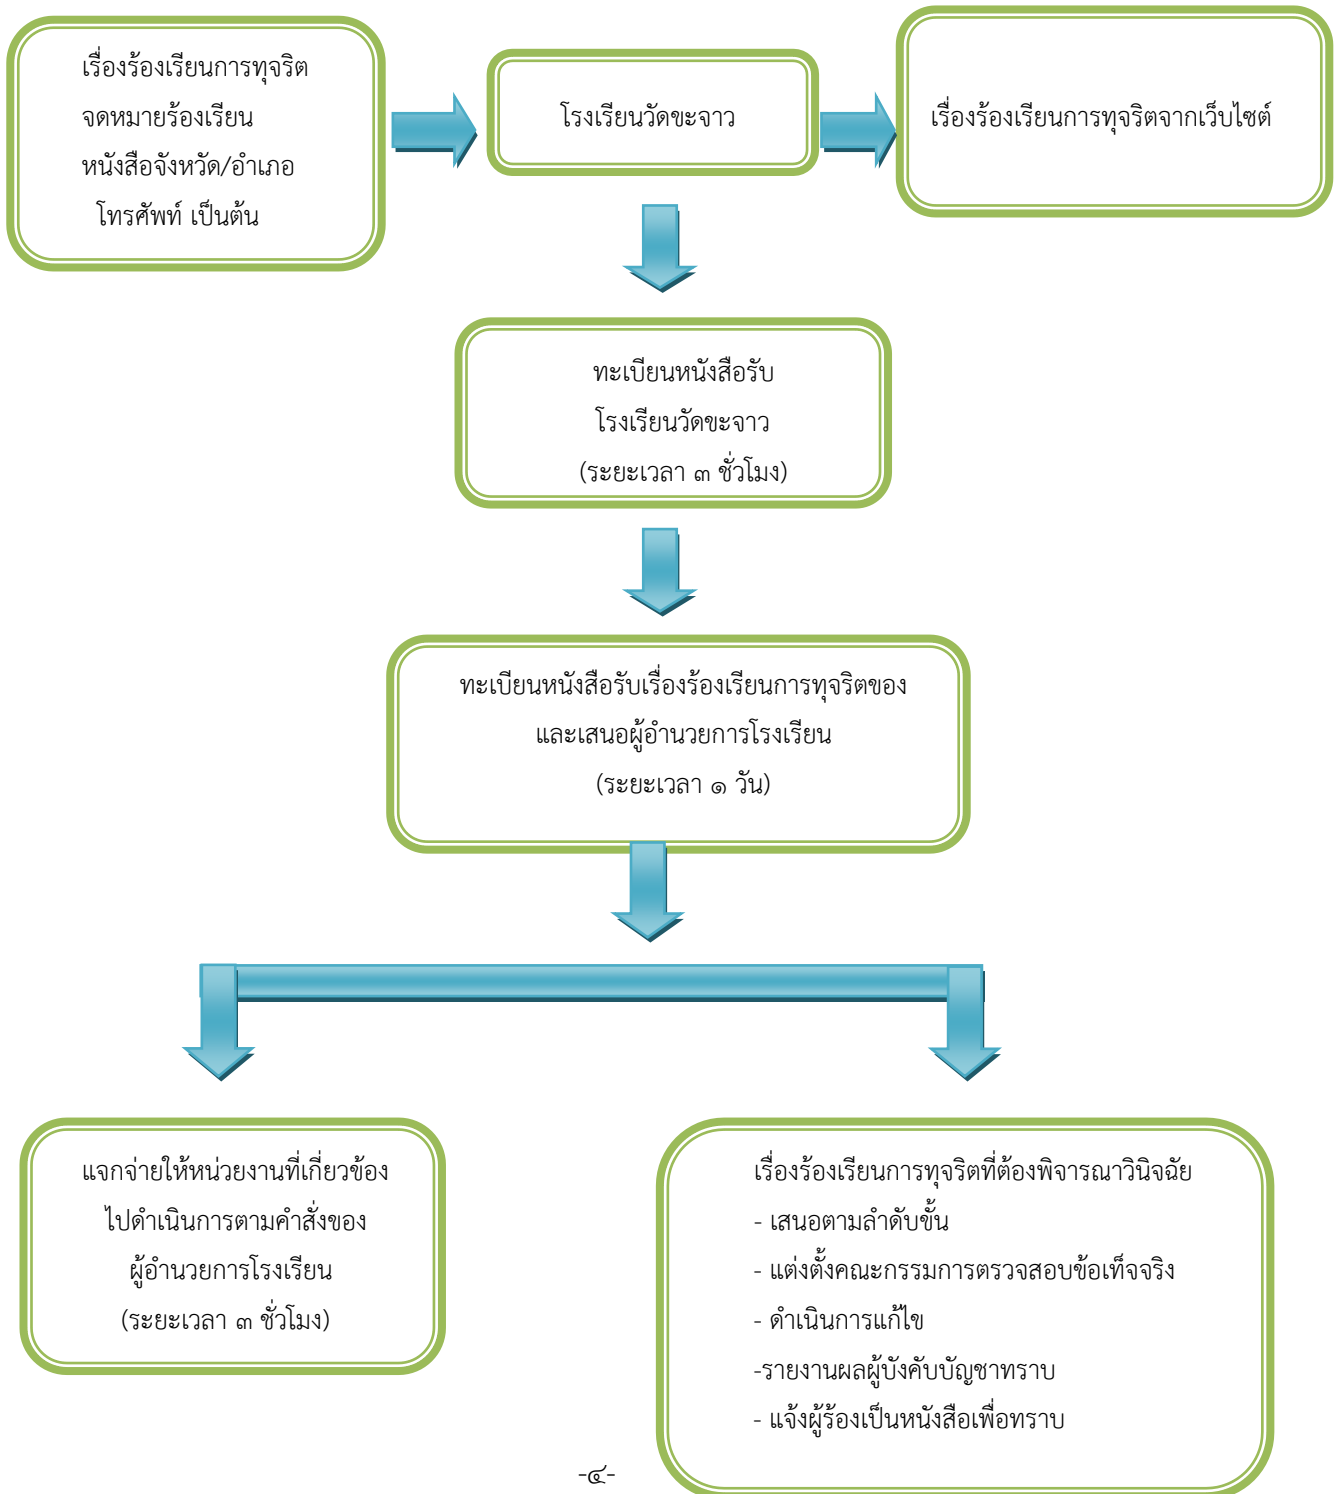 เรื่องร้องเรียนการทุจริต
จดหมายร้องเรียน
หนังสือจังหวัด/อำเภอ
โทรศัพท์ เป็นต้น
โรงเรียนวัดขะจาว
เรื่องร้องเรียนการทุจริตจากเว็บไซต์
ทะเบียนหนังสือรับ
โรงเรียนวัดขะจาว
(ระยะเวลา ๓ ชั่วโมง)
ทะเบียนหนังสือรับเรื่องร้องเรียนการทุจริตของ
และเสนอผู้อำนวยการโรงเรียน
(ระยะเวลา ๑ วัน)
แจกจ่ายให้หน่วยงานที่เกี่ยวข้อง
ไปดำเนินการตามคำสั่งของ
ผู้อำนวยการโรงเรียน
(ระยะเวลา ๓ ชั่วโมง)
เรื่องร้องเรียนการทุจริตที่ต้องพิจารณาวินิจฉัย
- เสนอตามลำดับขั้น
- แต่งตั้งคณะกรรมการตรวจสอบข้อเท็จจริง
- ดำเนินการแก้ไข
-รายงานผลผู้บังคับบัญชาทราบ
- แจ้งผู้ร้องเป็นหนังสือเพื่อทราบ
-๔-